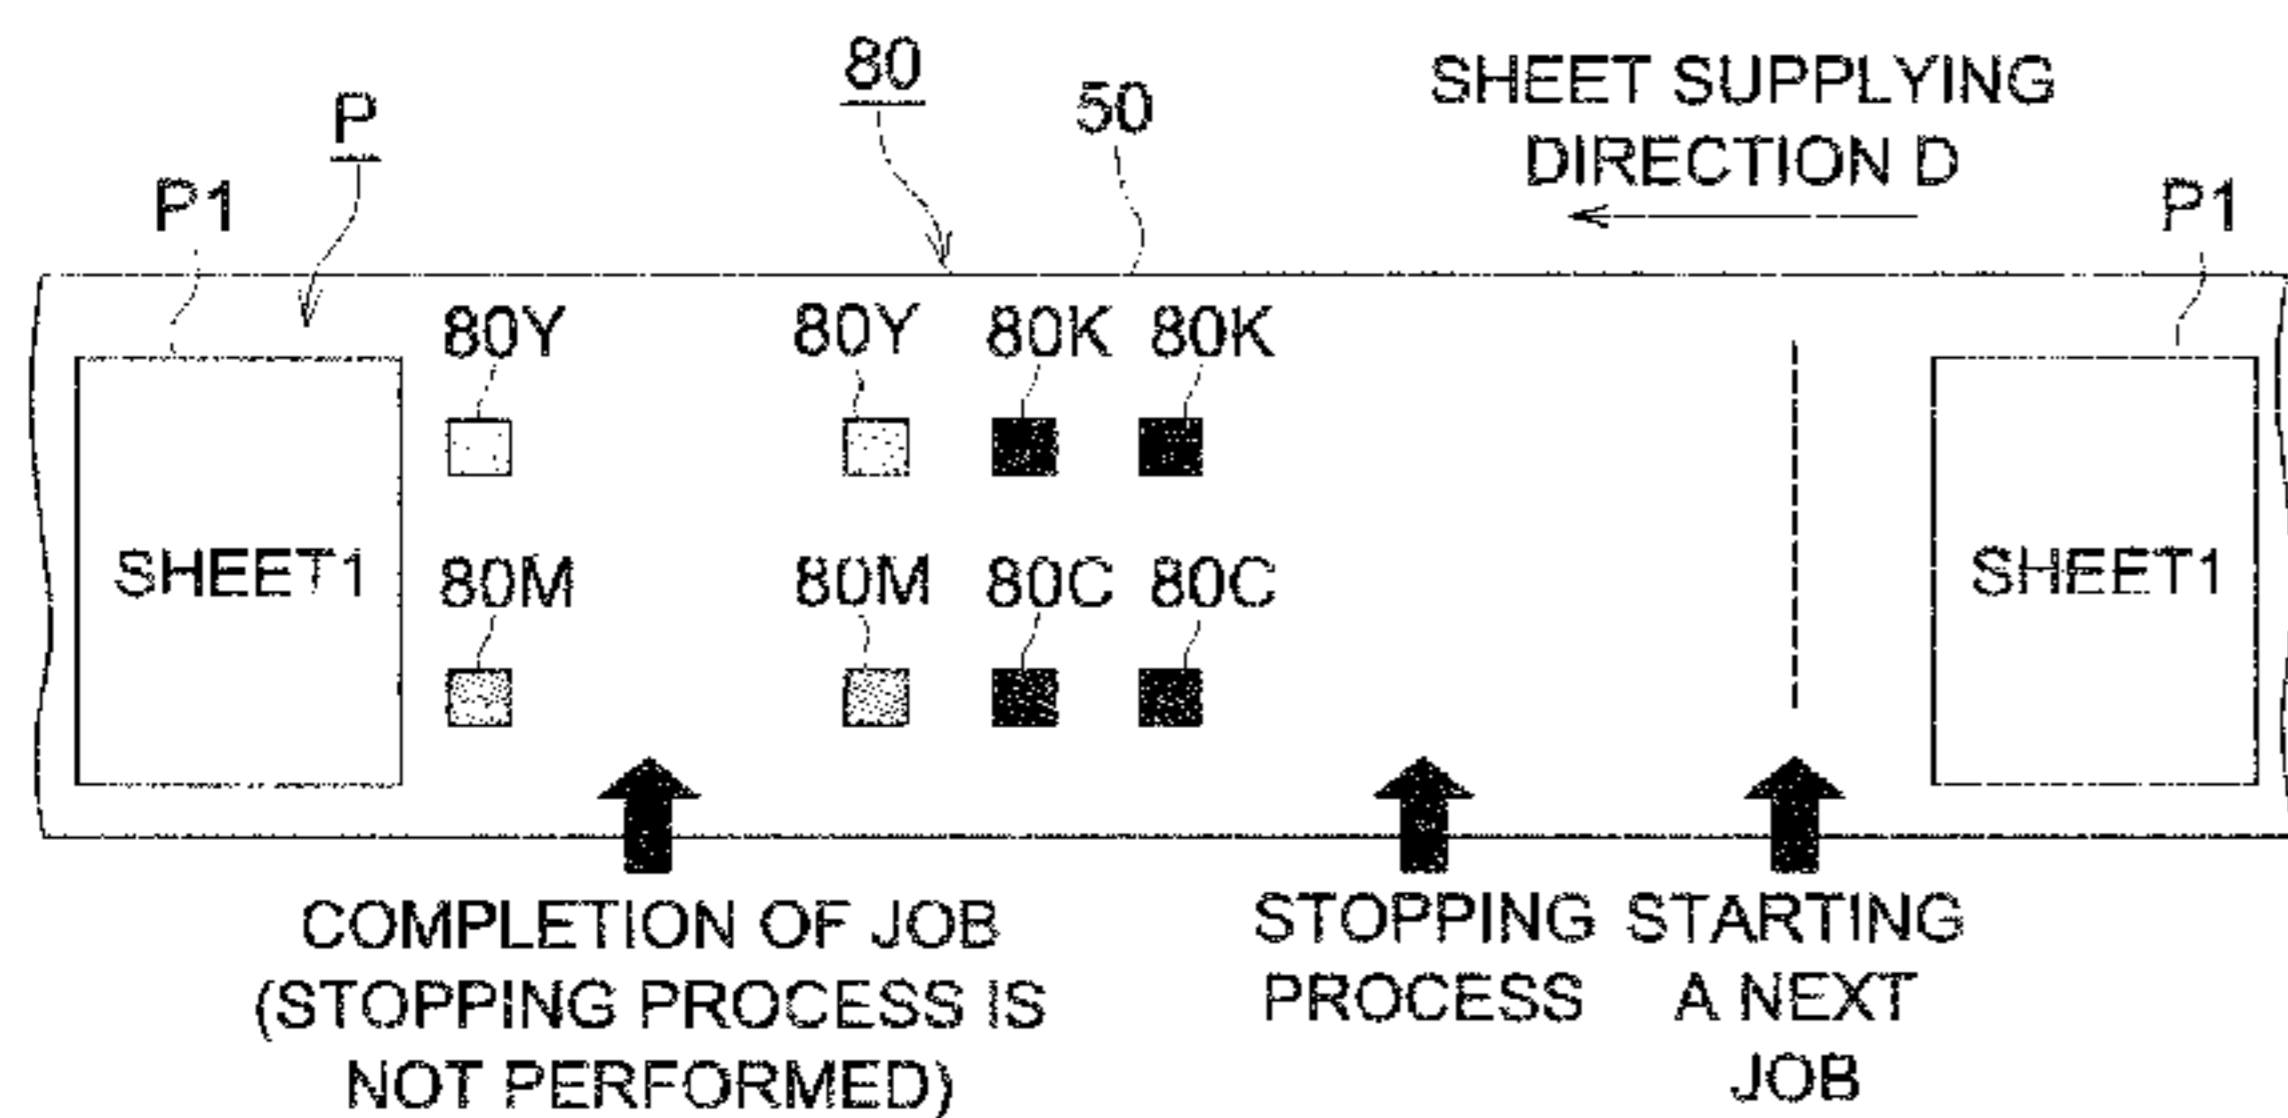 80
50
SHEET SUPPLYING
DIRECTION D
P
P1
P1
80Y
80Y
80K
80K
SHEET1
80M
80M
80C
80C
SHEET1
COMPLETION OF JOB
(STOPPING PROCESS IS
NOT PERFORMED)
STOPPING
PROCESS
STARTING
A NEXT
JOB